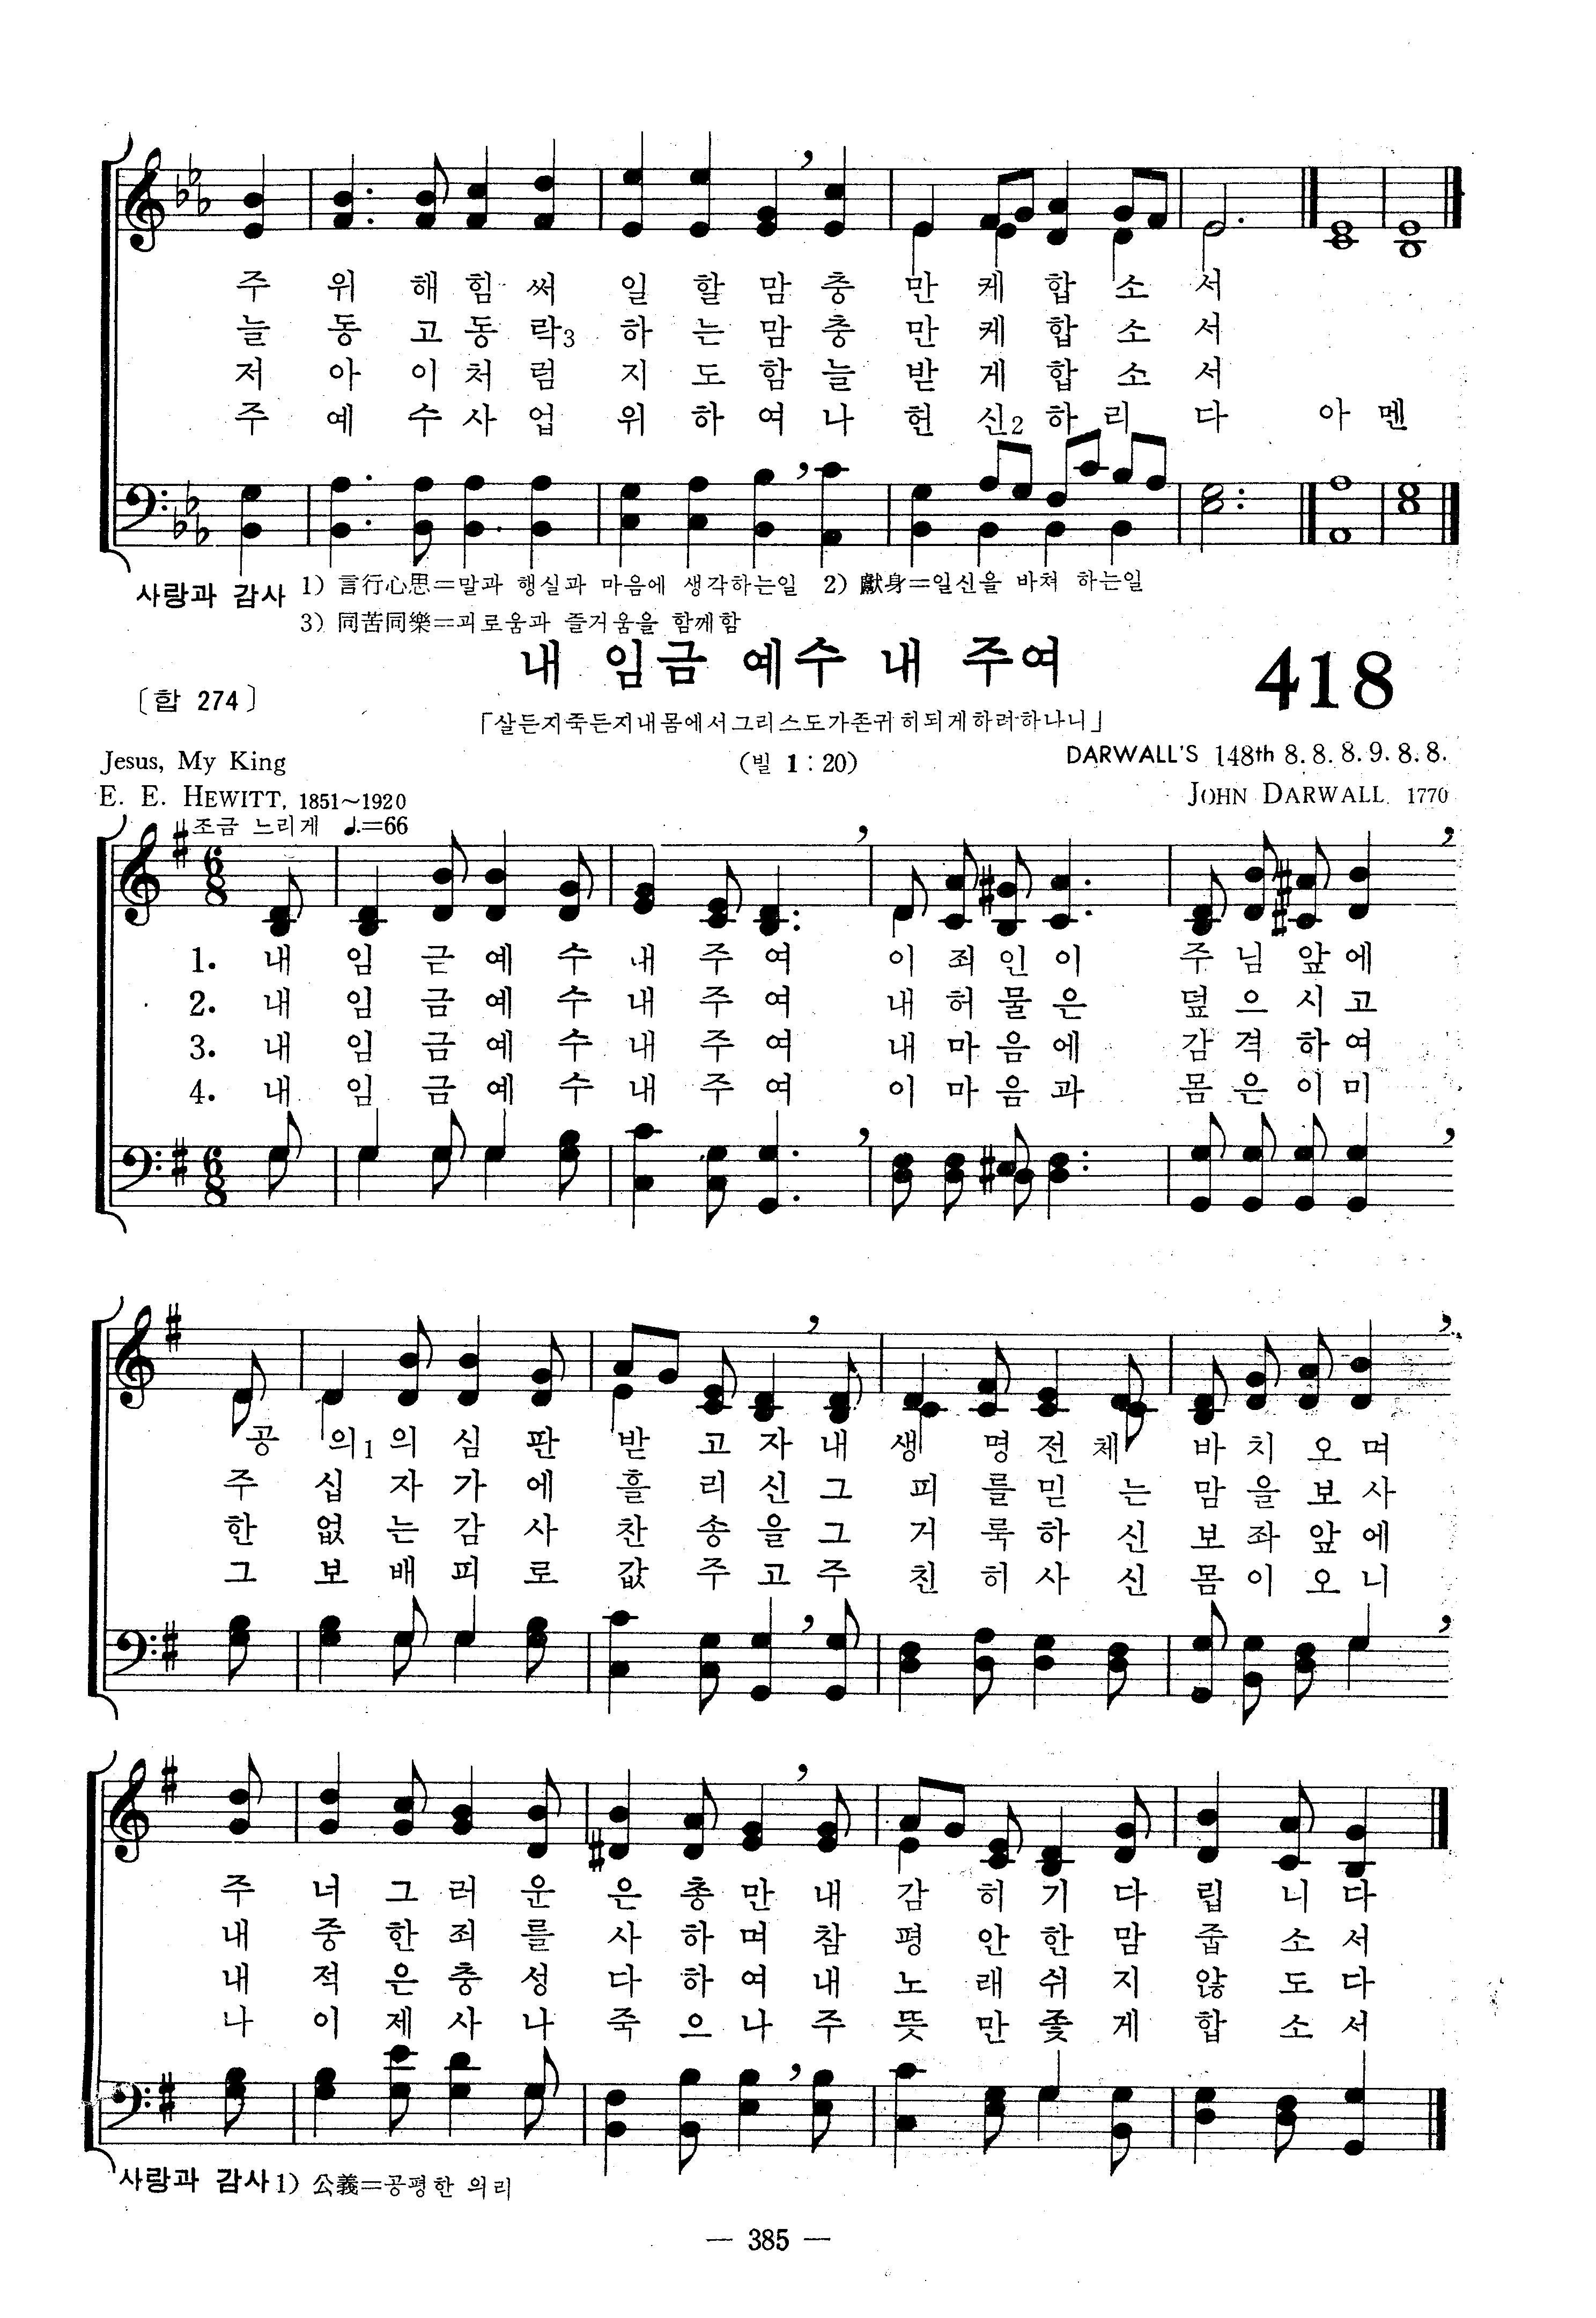 주 위 해 힘 써 일 할 맘 충 만 케 합 소 서
늘 동 고 동 락3 하 는 맘 충 만 케 합 소 서
저 아 이 처 럼 지 도 함 늘 받 게 합 소 서
주 예 수 사 업 위 하 여 나 헌 신2 하 리 다 아 멘
사랑과 감사 1) 言行心思=말과 행실과 마음에 생각하는일 2) 獻身=일신을 바쳐 하는일
3) 同苦同樂=괴로움과 즐거움을 함께함
내 임금 예수 내 주여 418
〔합 274〕
「살든지죽든지내몸에서그리스도가존귀히되게하려하나니」
Jesus, My King (빌 1 : 20) DARWALL'S 148th 8. 8. 8. 9. 8. 8.
E. E. HEWITT, 1851~1920 JOHN DARWALL, 1770
조금 느리게 ♩.=66
6 8
1. 내 임 금 예 수 내 주 여 이 죄 인 이 주 님 앞 에
2. 내 임 금 예 수 내 주 여 내 허 물 은 덮 으 시 고
3. 내 임 금 예 수 내 주 여 내 마 음 에 감 격 하 여
4. 내 임 금 예 수 내 주 여 이 마 음 과 몸 은 이 미
6 8
공 의1 의 심 판 받 고 자 내 생 명 전 체 바 치 오 며
주 십 자 가 에 흘 리 신 그 피 를 믿 는 맘 을 보 사
한 없 는 감 사 찬 송 을 그 거 룩 하 신 보 좌 앞 에
그 보 배 피 로 값 주 고 주 친 히 사 신 몸 이 오 니
주 너 그 러 운 은 총 만 내 감 히 기 다 립 니 다
내 중 한 죄 를 사 하 며 참 평 안 한 맘 줍 소 서
내 적 은 충 성 다 하 여 내 노 래 쉬 지 않 도 다
나 이 제 사 나 죽 으 나 주 뜻 만 좇 게 합 소 서
사랑과 감사 1) 公義=공평한 의리
— 385 —